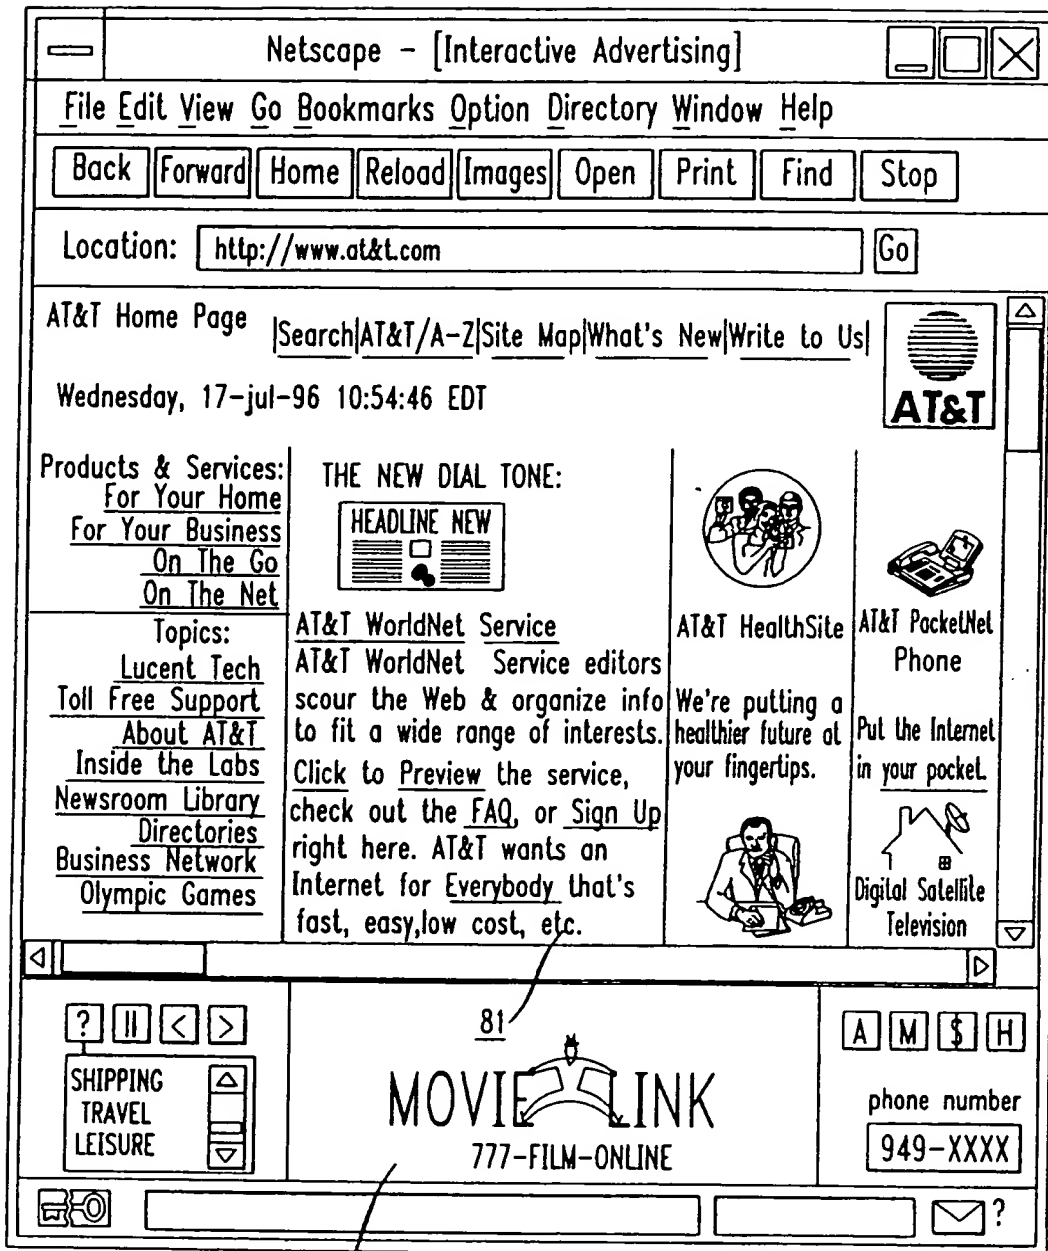 Netscape - [Interactive Advertising]
File Edit View Go Bookmarks Option Directory Window Help
Back Forward Home Reload Images Open Print Find Stop
Location: http://www.at&t.com Go
AT&T Home Page |Search|AT&T/A-Z|Site Map|What's New|Write to Us|
Wednesday, 17-jul-96 10:54:46 EDT
AT&T
Products & Services:
For Your Home
For Your Business
On The Go
On The Net
Topics:
Lucent Tech
Toll Free Support
About AT&T
Inside the Labs
Newsroom Library
Directories
Business Network
Olympic Games
THE NEW DIAL TONE:
HEADLINE NEW
AT&T WorldNet Service
AT&T WorldNet Service editors
scour the Web & organize info
to fit a wide range of interests.
Click to Preview the service,
check out the FAQ, or Sign Up
right here. AT&T wants an
Internet for Everybody that's
fast, easy,low cost, etc.
AT&T HealthSite
We're putting a
healthier future at
your fingertips.
AT&T PocketNet
Phone
Put the Internet
in your pocket.
Digital Satellite
Television
? || < >
SHIPPING
TRAVEL
LEISURE
81
MOVIE LINK
777-FILM-ONLINE
A M $ H
phone number
949-XXXX
?